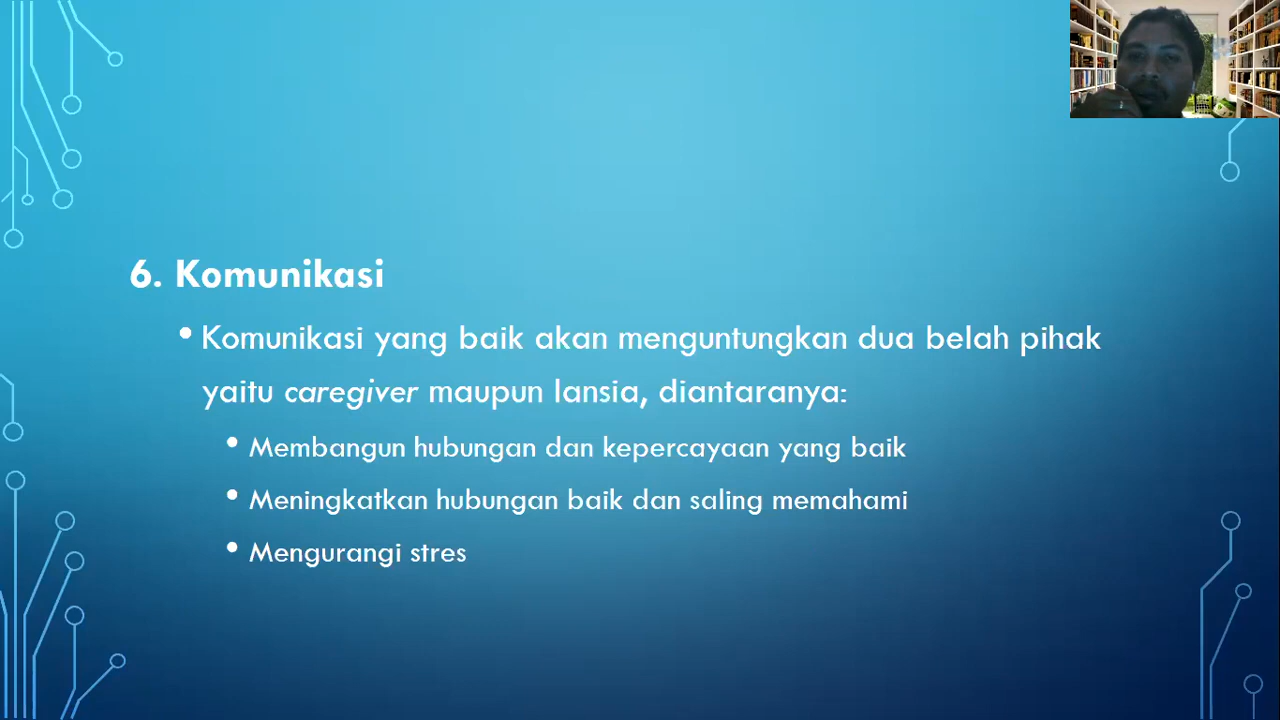 6. Komunikasi
• Komunikasi yang baik akan menguntungkan dua belah pihak
yaitu caregiver maupun lansia, diantaranya:
• Membangun hubungan dan kepercayaan yang baik
• Meningkatkan hubungan baik dan saling memahami
• Mengurangi stres